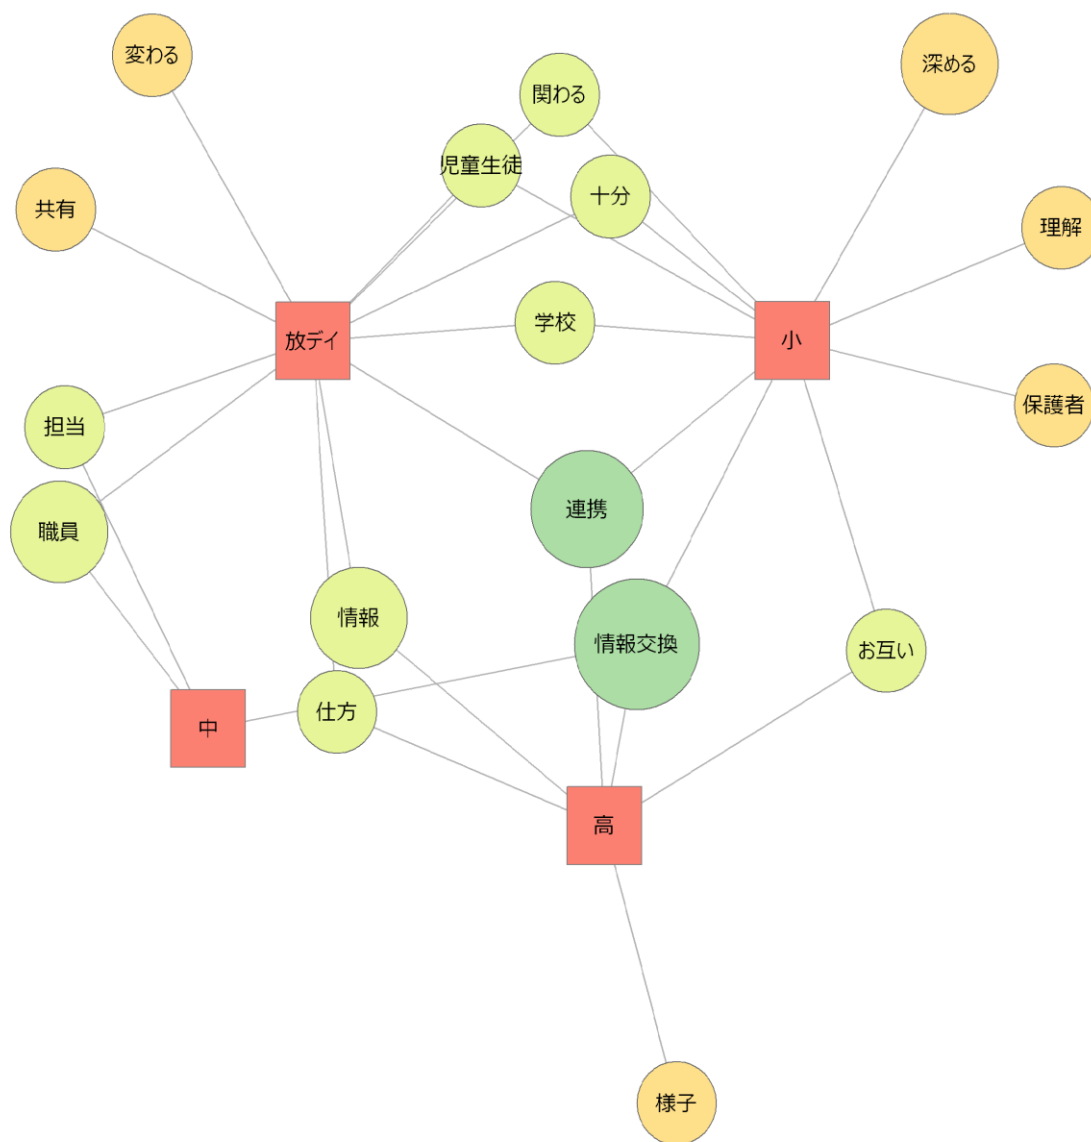 変わる
深める
関わる
児童生徒
十分
共有
理解
学校
放デイ
小
保護者
担当
連携
職員
情報
情報交換
お互い
仕方
中
高
様子